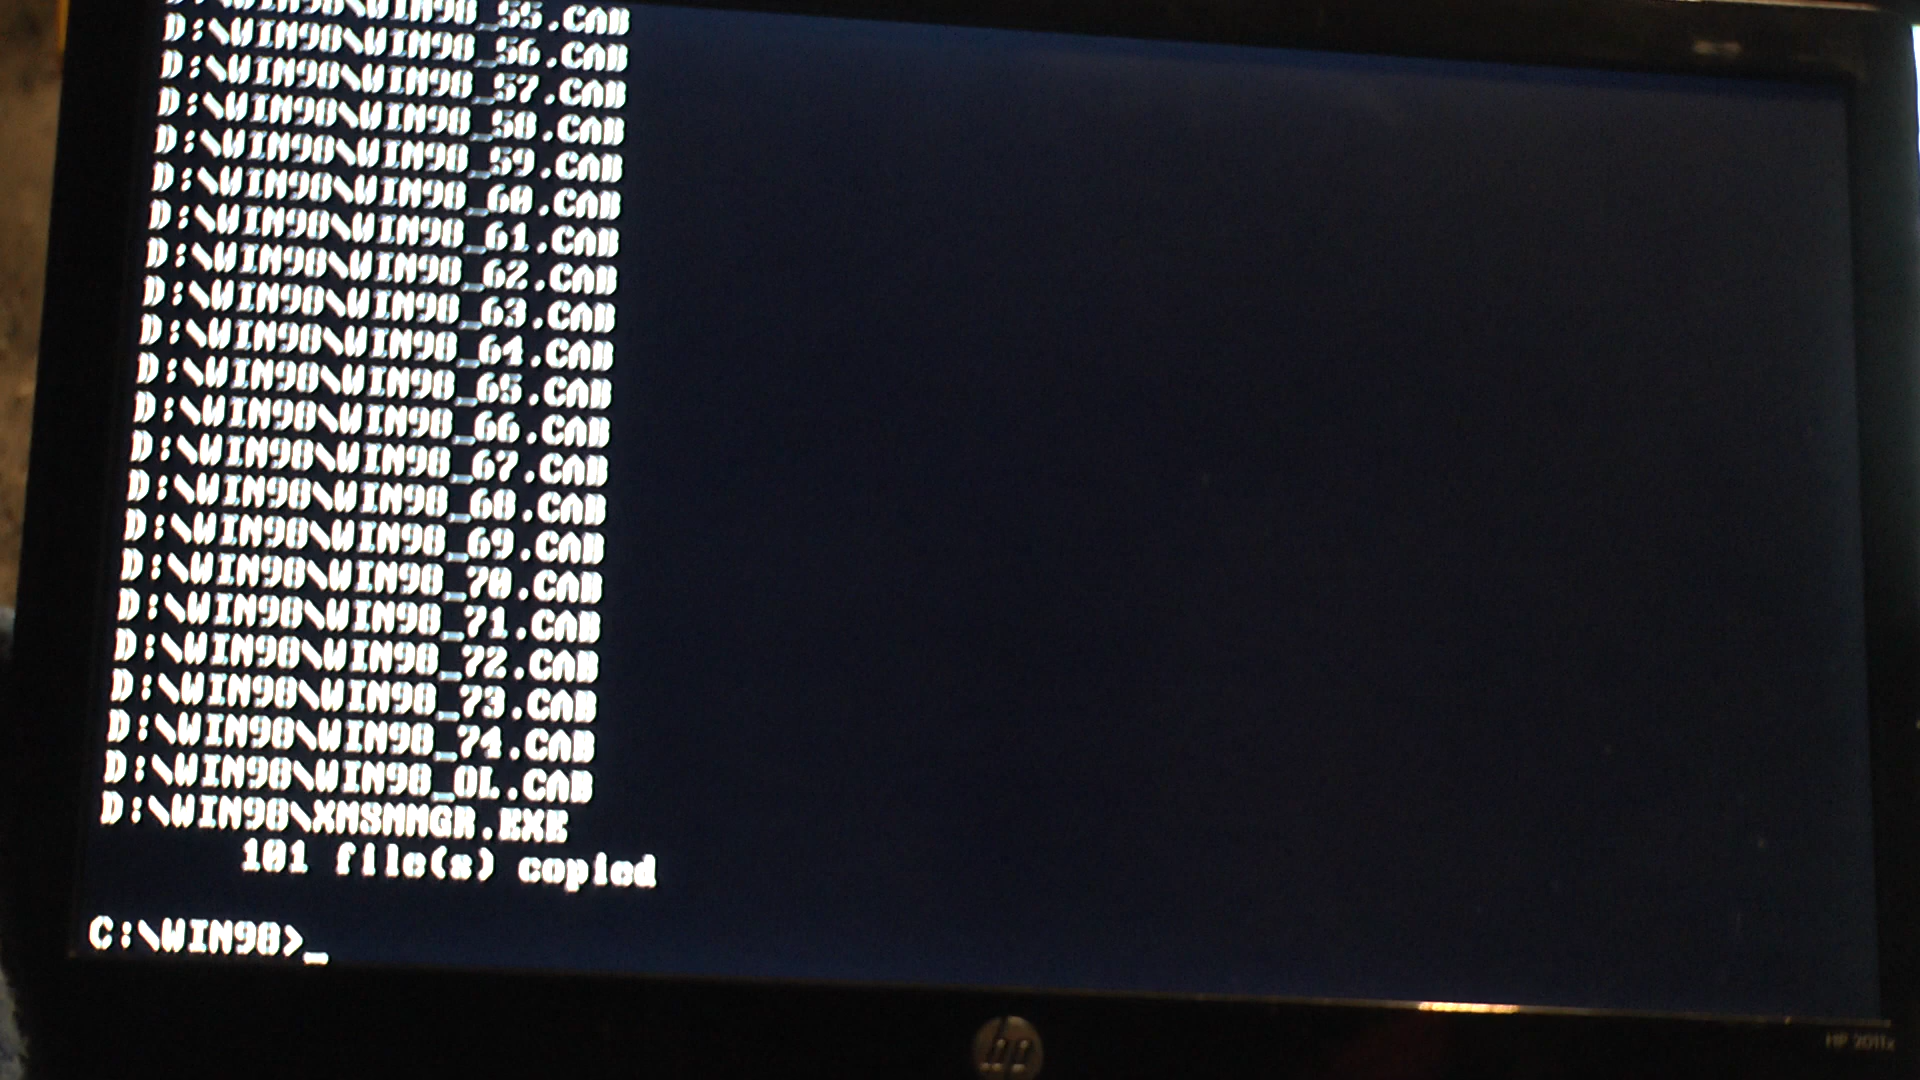 D:\WIN98\WIN98_55.CAB
D:\WIN98\WIN98_56.CAB
D:\WIN98\WIN98_57.CAB
D:\WIN98\WIN98_58.CAB
D:\WIN98\WIN98_59.CAB
D:\WIN98\WIN98_60.CAB
D:\WIN98\WIN98_61.CAB
D:\WIN98\WIN98_62.CAB
D:\WIN98\WIN98_63.CAB
D:\WIN98\WIN98_64.CAB
D:\WIN98\WIN98_65.CAB
D:\WIN98\WIN98_66.CAB
D:\WIN98\WIN98_67.CAB
D:\WIN98\WIN98_68.CAB
D:\WIN98\WIN98_69.CAB
D:\WIN98\WIN98_70.CAB
D:\WIN98\WIN98_71.CAB
D:\WIN98\WIN98_72.CAB
D:\WIN98\WIN98_73.CAB
D:\WIN98\WIN98_74.CAB
D:\WIN98\WIN98_OL.CAB
D:\WIN98\XMSMMGR.EXE
101 file(s) copied
C:\WIN98>_
hp
HP 2011x